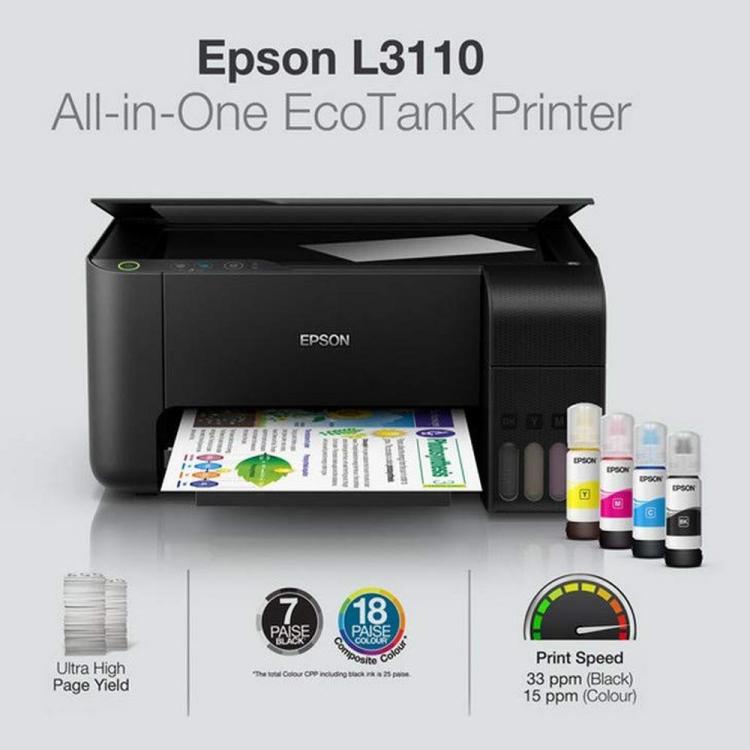 Epson L3110
All-in-One EcoTank Printer
EPSON
BK Y M
Photosynthesis
EPSON
Y
EPSON
M
EPSON
C
EPSON
BK
Ultra High
Page Yield
7
PAISE
BLACK
18
PAISE
COLOUR
Composite Colour*
*The total Colour CPP including black ink is 25 paise.
Print Speed
33 ppm (Black)
15 ppm (Colour)